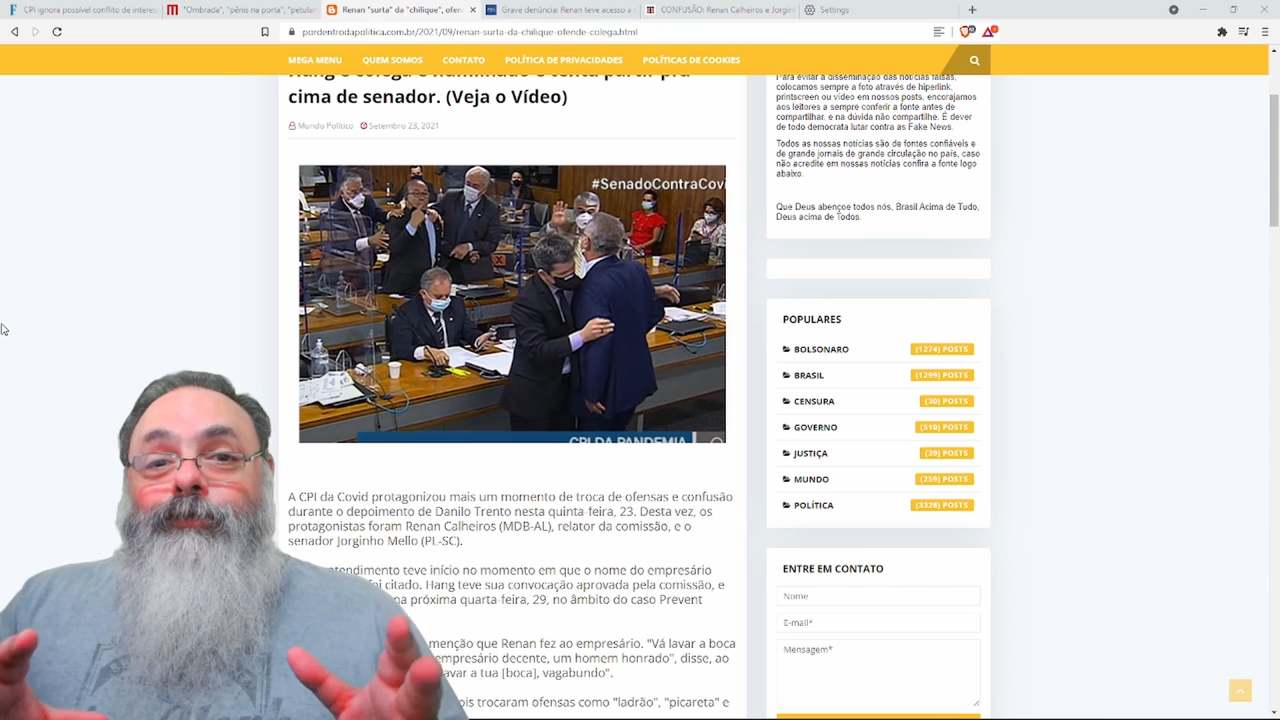 CPI ignora possível conflito de interes
"Ombrada", "pênis na porta", "petulan
Renan "surta" dá "chilique", ofen
Grave denúncia: Renan teve acesso a
CONFUSÃO: Renan Calheiros e Jorginh
Settings
pordentrodapolitica.com.br/2021/09/renan-surta-da-chilique-ofende-colega.html
MEGA MENU
QUEM SOMOS
CONTATO
POLÍTICA DE PRIVACIDADES
POLÍTICAS DE COOKIES
Hang e colega é humilhado e tenta partir pra
cima de senador. (Veja o Vídeo)
Mundo Político
Setembro 23, 2021
#SenadoContraCovi
CPI DA PANDEMIA
A CPI da Covid protagonizou mais um momento de troca de ofensas e confusão
durante o depoimento de Danilo Trento nesta quinta-feira, 23. Desta vez, os
protagonistas foram Renan Calheiros (MDB-AL), relator da comissão, e o
senador Jorginho Mello (PL-SC).
entendimento teve início no momento em que o nome do empresário
foi citado. Hang teve sua convocação aprovada pela comissão, e
na próxima quarta-feira, 29, no âmbito do caso Prevent
menção que Renan fez ao empresário. "Vá lavar a boca
empresário decente, um homem honrado", disse, ao
lavar a tua [boca], vagabundo".
ois trocaram ofensas como "ladrão", "picareta" e
Para evitar a disseminação das notícias falsas,
colocamos sempre a foto através de hiperlink,
printscreen ou vídeo em nossos posts, encorajamos
aos leitores a sempre conferir a fonte antes de
compartilhar. e na dúvida não compartilhe. É dever
de todo democrata lutar contra as Fake News.
Todos as nossas notícias são de fontes confiáveis e
de grande jornais de grande circulação no país, caso
não acredite em nossas notícias confira a fonte logo
abaixo.
Que Deus abençoe todos nós, Brasil Acima de Tudo,
Deus acima de Todos.
POPULARES
BOLSONARO (1274) POSTS
BRASIL (1299) POSTS
CENSURA (30) POSTS
GOVERNO (510) POSTS
JUSTIÇA (39) POSTS
MUNDO (259) POSTS
POLÍTICA (3328) POSTS
ENTRE EM CONTATO
Nome
E-mail*
Mensagem*